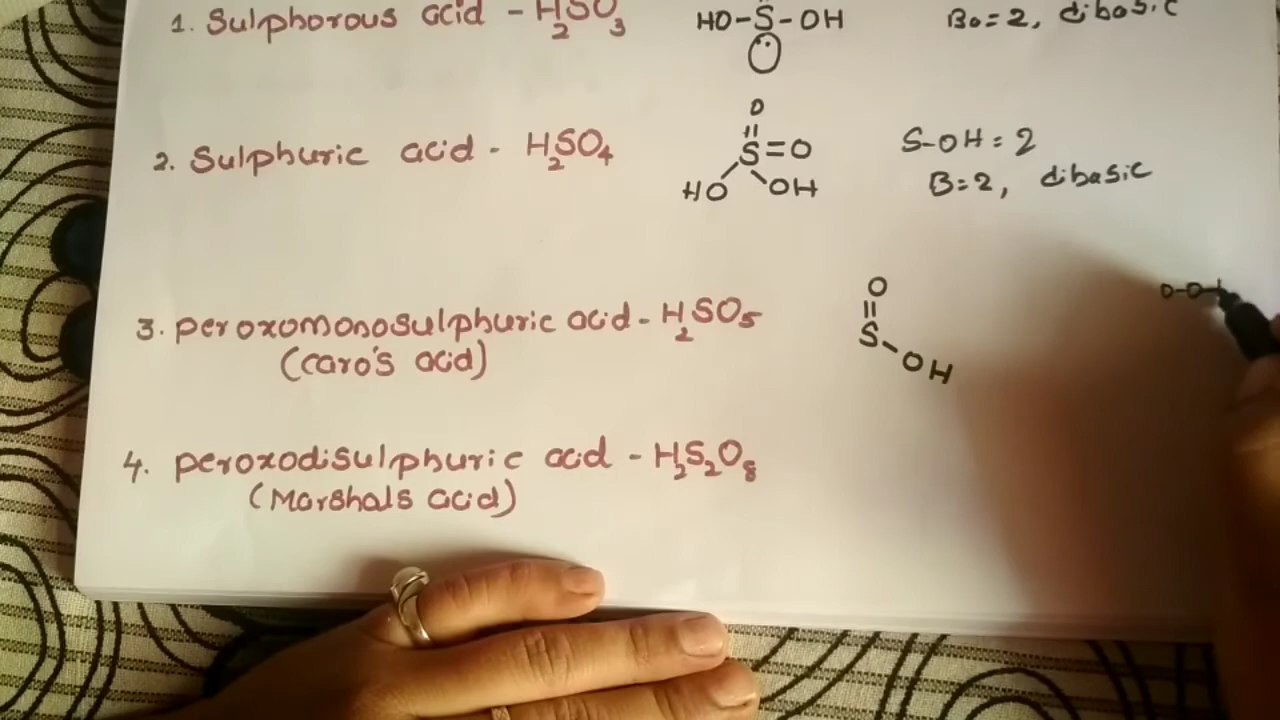 1. Sulphorous acid - H2SO3 HO-S-OH Bo=2, dibasic
O
2. Sulphuric acid - H2SO4 S=O S-OH=2
HO OH B=2, dibasic
O O-O-
3. peroxomonosulphuric acid - H2SO5 S
(caro's acid) OH
4. peroxodisulphuric acid - H2S2O8
(Marshals acid)